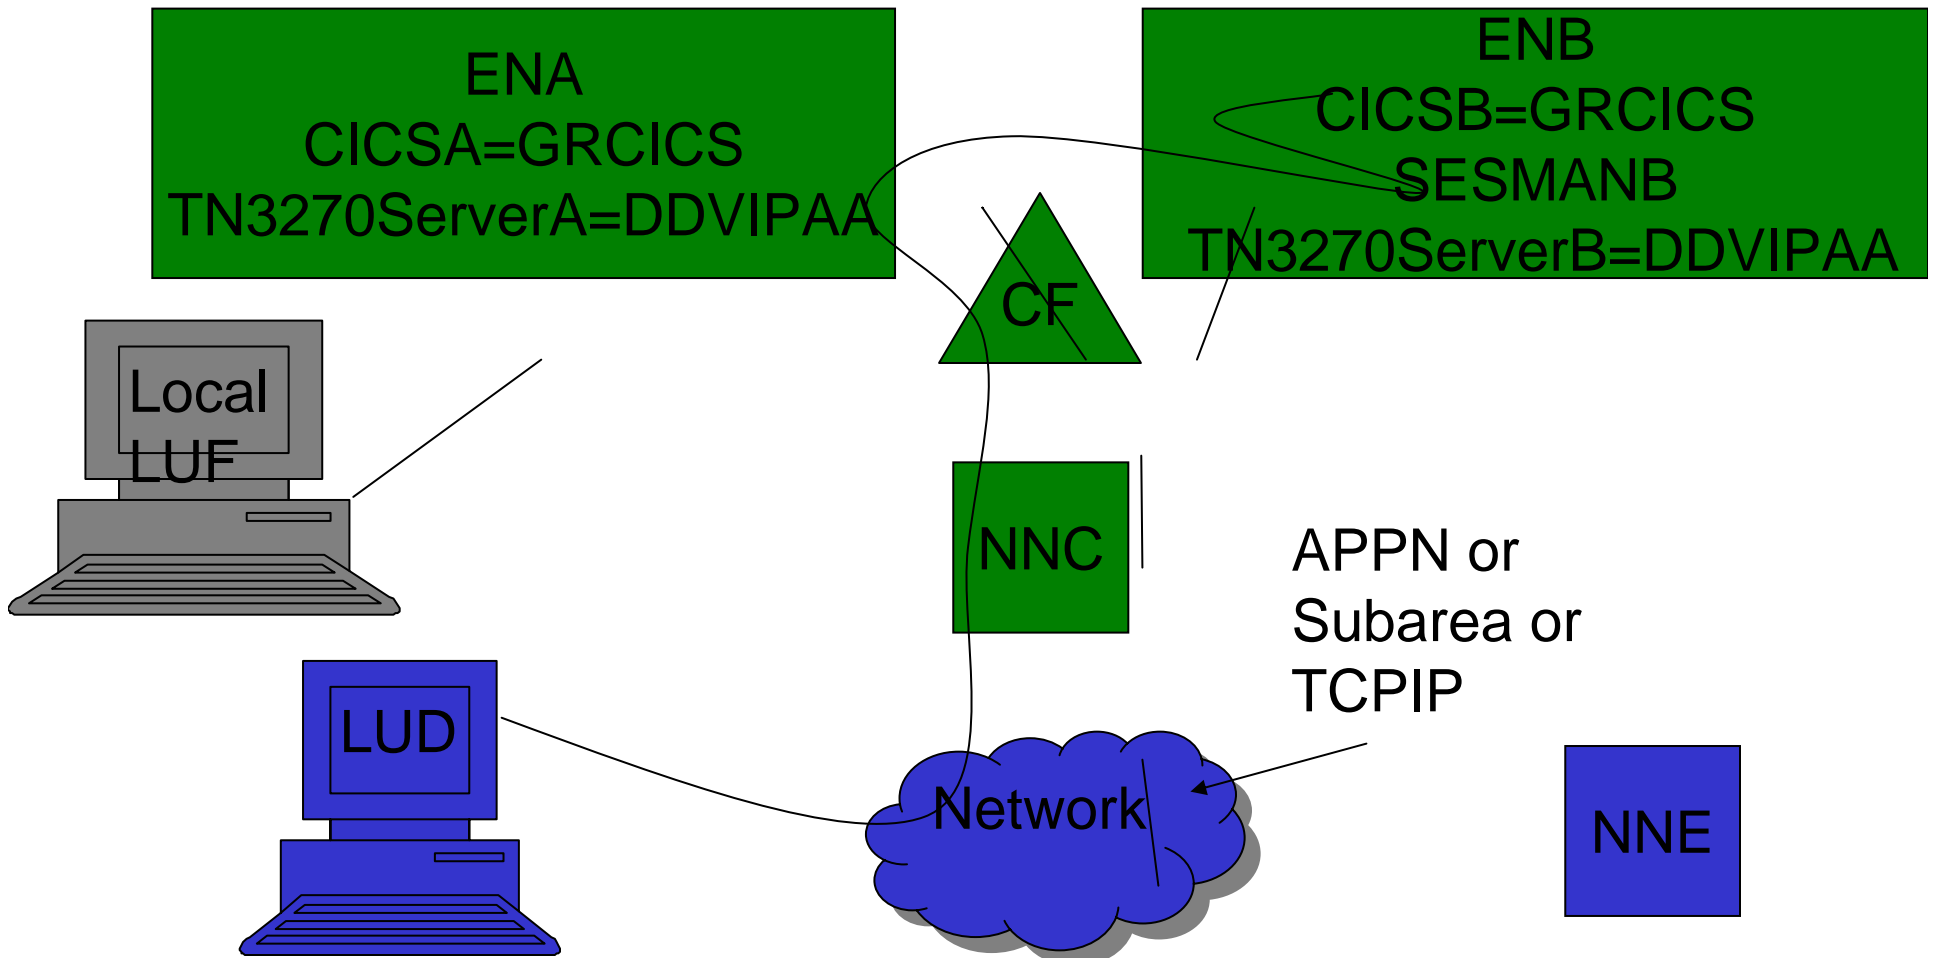 ENA
CICSA=GRCICS
TN3270ServerA=DDVIPAA
ENB
CICSB=GRCICS
SESMANB
TN3270ServerB=DDVIPAA
CF
Local
LUF
NNC
APPN or
Subarea or
TCPIP
LUD
Network
NNE